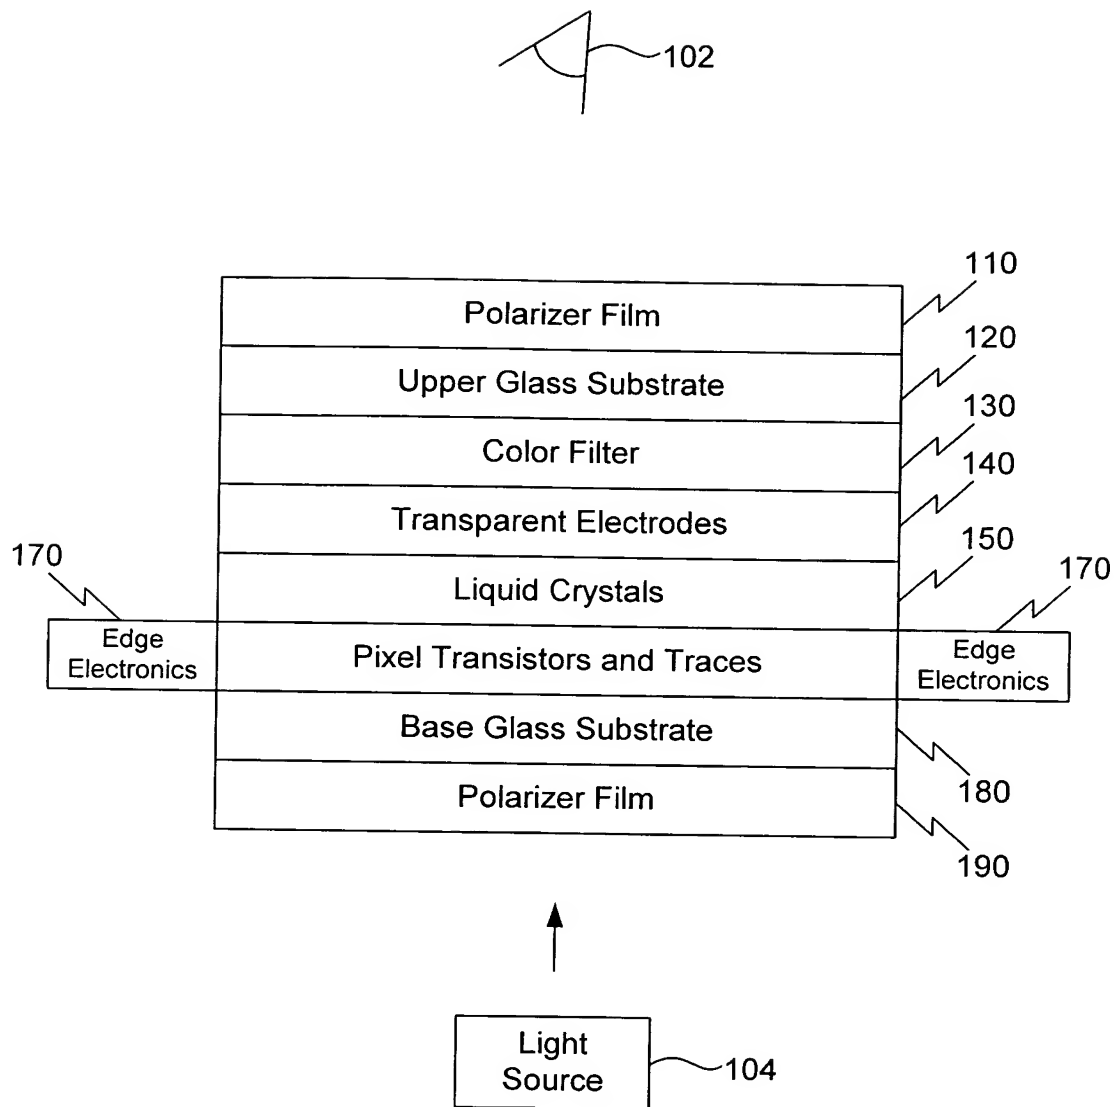 102
110
Polarizer Film
120
Upper Glass Substrate
130
Color Filter
140
Transparent Electrodes
150
170
Liquid Crystals
170
Edge
Electronics
Pixel Transistors and Traces
Edge
Electronics
Base Glass Substrate
180
Polarizer Film
190
Light
Source
104